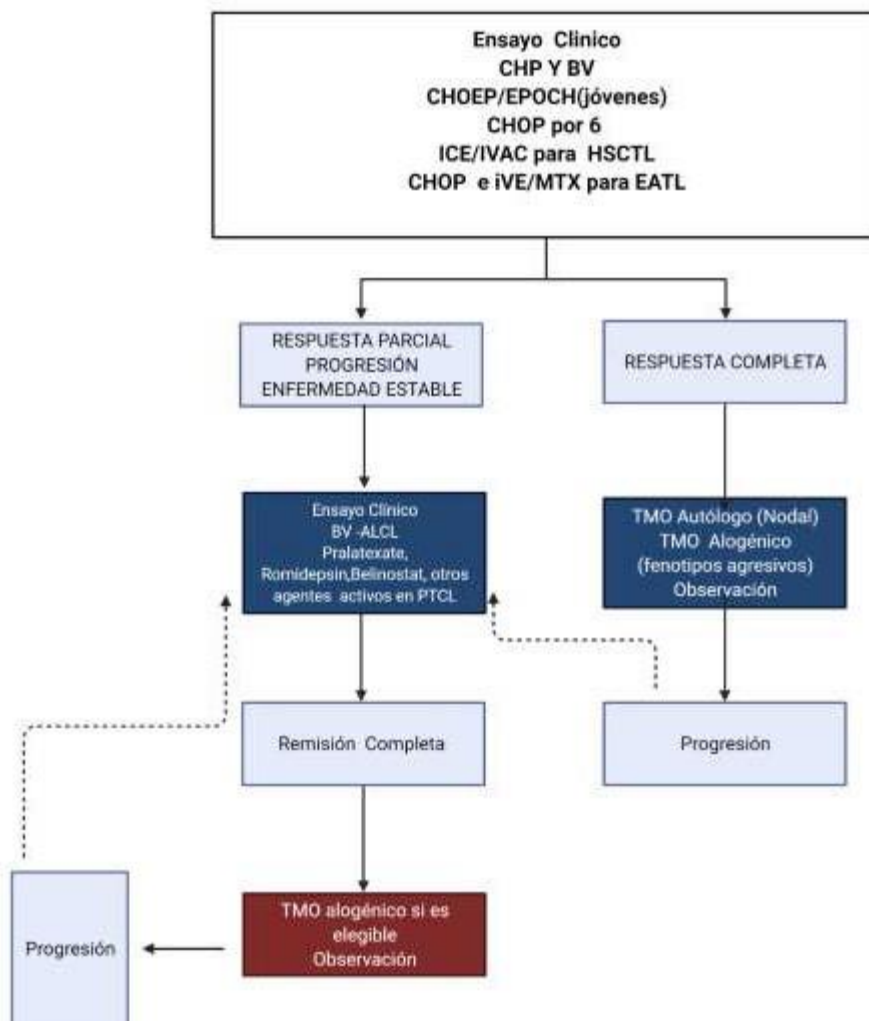 Ensayo Clinico
CHP Y BV
CHOEP/EPOCH(jóvenes)
CHOP por 6
ICE/IVAC para HSCTL
CHOP e iVE/MTX para EATL
RESPUESTA PARCIAL
PROGRESIÓN
ENFERMEDAD ESTABLE
RESPUESTA COMPLETA
Ensayo Clínico
BV -ALCL
Pralatexate,
Romidepsin,Belinostat, otros
agentes activos en PTCL
TMO Autólogo (Nodal)
TMO Alogénico
(fenotipos agresivos)
Observación
Remisión Completa
Progresión
TMO alogénico si es
elegible
Observación
Progresión